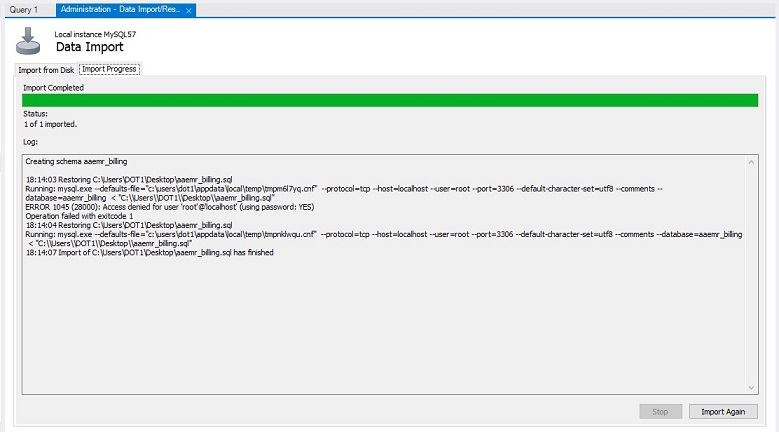 Query 1
Administration - Data Import/Res...
Local instance MySQL57
Data Import
Import from Disk
Import Progress
Import Completed
Status:
1 of 1 imported.
Log:
Creating schema aaemr_billing
18:14:03 Restoring C:\Users\DOT1\Desktop\aaemr_billing.sql
Running: mysql.exe --defaults-file="c:\users\dot1\appdata\local\temp\tmpm6l7yq.cnf"  --protocol=tcp --host=localhost --user=root --port=3306 --default-character-set=utf8 --comments --
database=aaemr_billing  < "C:\\Users\\DOT1\\Desktop\\aaemr_billing.sql"
ERROR 1045 (28000): Access denied for user 'root'@'localhost' (using password: YES)
Operation failed with exitcode 1
18:14:04 Restoring C:\Users\DOT1\Desktop\aaemr_billing.sql
Running: mysql.exe --defaults-file="c:\users\dot1\appdata\local\temp\tmpnklwqu.cnf"  --protocol=tcp --host=localhost --user=root --port=3306 --default-character-set=utf8 --comments --database=aaemr_billing
< "C:\\Users\\DOT1\\Desktop\\aaemr_billing.sql"
18:14:07 Import of C:\Users\DOT1\Desktop\aaemr_billing.sql has finished
Stop
Import Again